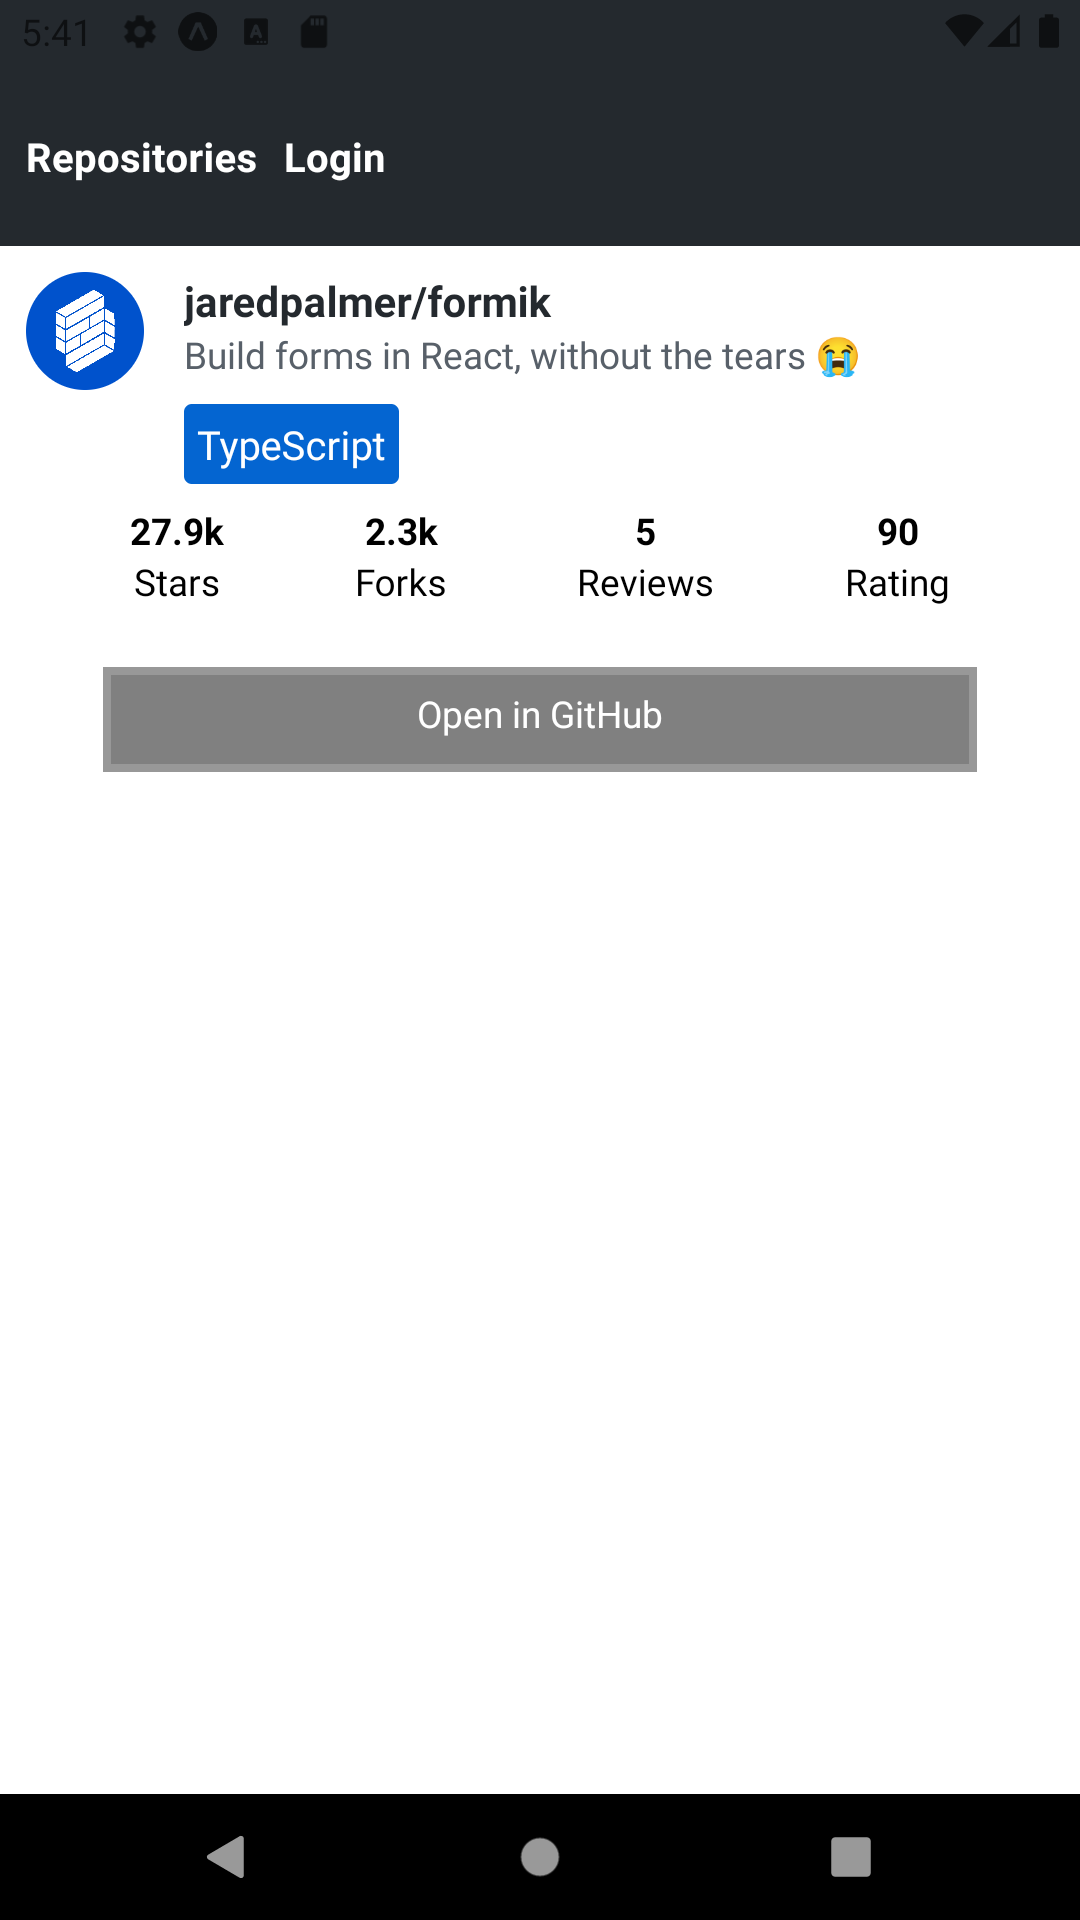 5:41
Repositories Login
jaredpalmer/formik
Build forms in React, without the tears 😭
TypeScript
27.9k 2.3k 5 90
Stars Forks Reviews Rating
Open in GitHub